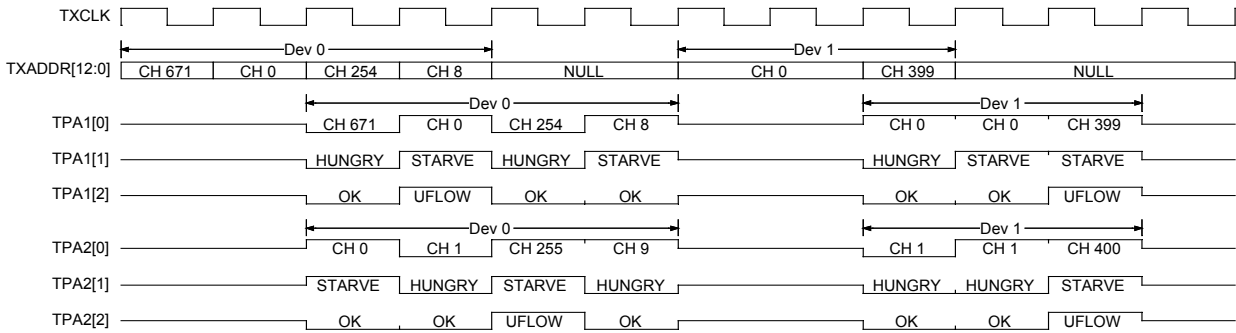 TXCLK
Dev 0 Dev 1
TXADDR[12:0] CH 671 CH 0 CH 254 CH 8 NULL CH 0 CH 399 NULL
Dev 0 Dev 1
TPA1[0] CH 671 CH 0 CH 254 CH 8 CH 0 CH 0 CH 399
TPA1[1] HUNGRY STARVE HUNGRY STARVE HUNGRY STARVE STARVE
TPA1[2] OK UFLOW OK OK OK OK UFLOW
Dev 0 Dev 1
TPA2[0] CH 0 CH 1 CH 255 CH 9 CH 1 CH 1 CH 400
TPA2[1] STARVE HUNGRY STARVE HUNGRY HUNGRY HUNGRY STARVE
TPA2[2] OK OK UFLOW OK OK OK UFLOW